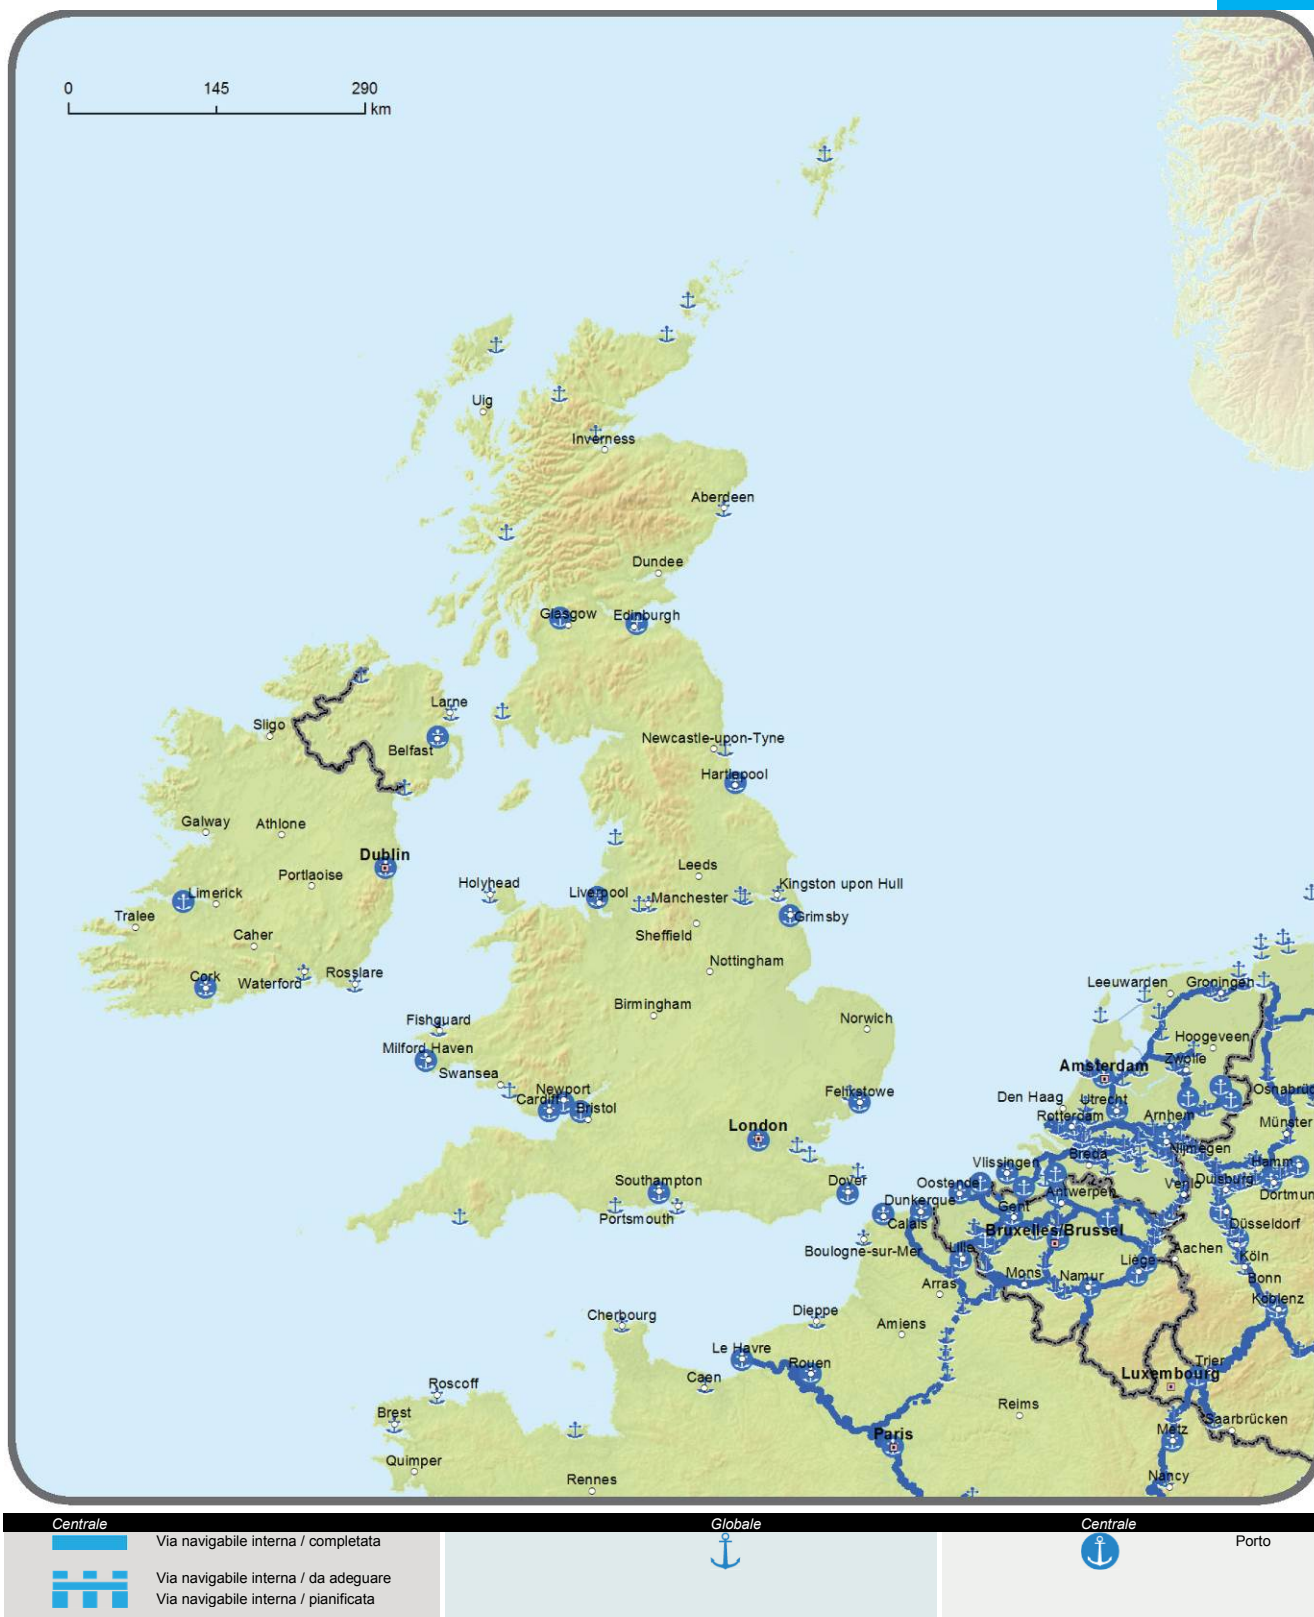 0 145 290
km
Uig
Inverness
Aberdeen
Dundee
Glasgow Edinburgh
Larne
Sligo
Belfast
Newcastle-upon-Tyne
Hartlepool
Galway
Athlone
Dublin
Portlaoise
Leeds
Holyhead
Liverpool
Manchester
Kingston upon Hull
Limerick
Tralee
Grimsby
Sheffield
Caher
Nottingham
Cork
Waterford
Rosslare
Leeuwarden
Groningen
Birmingham
Norwich
Fishguard
Milford Haven
Hoogeveen
Zwolle
Swansea
Amsterdam
Newport
Cardiff
Bristol
Felixstowe
Den Haag
Utrecht
Osnabrück
Rotterdam
Arnhem
Münster
London
Nijmegen
Breda
Vlissingen
Hamm
Southampton
Dover
Oostende
Duisburg
Venlo
Dortmund
Portsmouth
Dunkerque
Antwerpen
Gent
Calais
Düsseldorf
Bruxelles/Brussel
Boulogne-sur-Mer
Lille
Aachen
Köln
Liège
Mons
Namur
Bonn
Arras
Koblenz
Cherbourg
Dieppe
Amiens
Le Havre
Rouen
Trier
Luxembourg
Caen
Roscoff
Reims
Brest
Saarbrücken
Metz
Paris
Quimper
Rennes
Nancy
Centrale Globale Centrale
Via navigabile interna / completata
Porto
Via navigabile interna / da adeguare
Via navigabile interna / pianificata